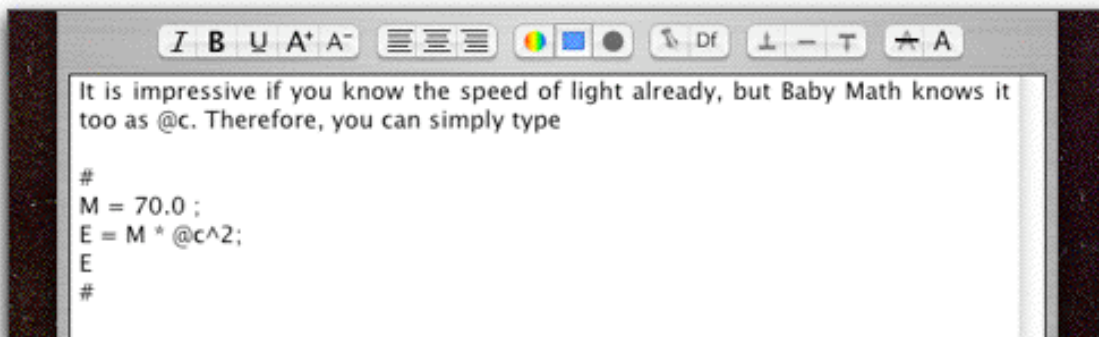 I B U A+ A- Df A A
It is impressive if you know the speed of light already, but Baby Math knows it
too as @c. Therefore, you can simply type
#
M = 70.0 ;
E = M * @c^2;
E
#